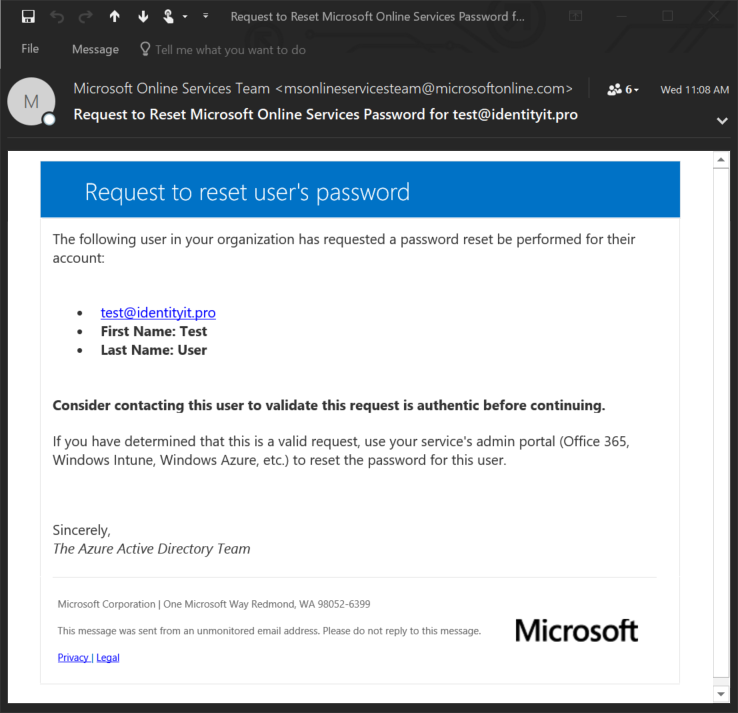 Request to Reset Microsoft Online Services Password f...
File Message Tell me what you want to do
M
Microsoft Online Services Team <msonlineservicesteam@microsoftonline.com>
6
Wed 11:08 AM
Request to Reset Microsoft Online Services Password for test@identityit.pro
Request to reset user's password
The following user in your organization has requested a password reset be performed for their
account:
• test@identityit.pro
• First Name: Test
• Last Name: User
Consider contacting this user to validate this request is authentic before continuing.
If you have determined that this is a valid request, use your service's admin portal (Office 365,
Windows Intune, Windows Azure, etc.) to reset the password for this user.
Sincerely,
The Azure Active Directory Team
Microsoft Corporation | One Microsoft Way Redmond, WA 98052-6399
This message was sent from an unmonitored email address. Please do not reply to this message.
Microsoft
Privacy | Legal